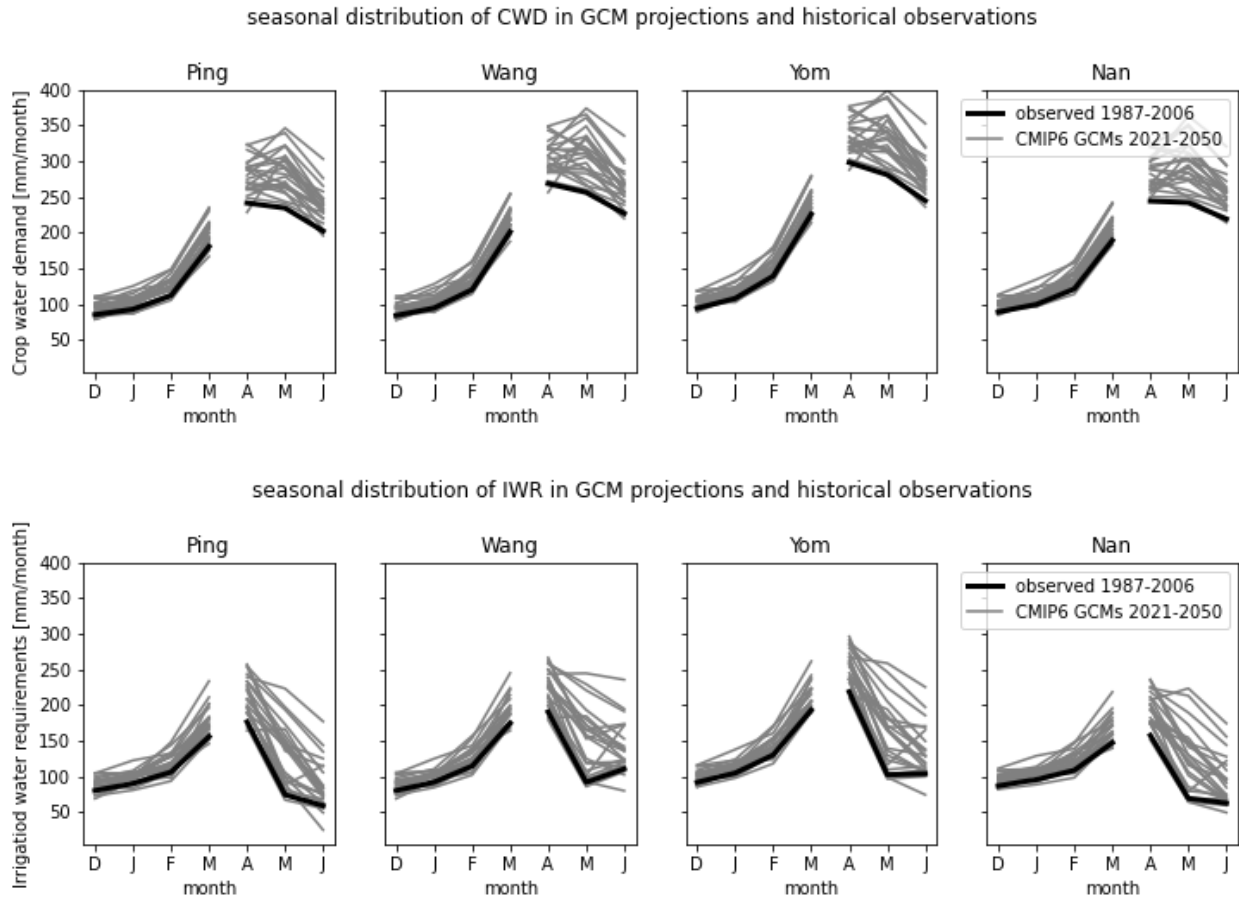 seasonal distribution of CWD in GCM projections and historical observations
Ping
Wang
Yom
Nan
Crop water demand [mm/month]
400
350
300
250
200
150
100
50
observed 1987-2006
CMIP6 GCMs 2021-2050
D J F M A M J
D J F M A M J
D J F M A M J
D J F M A M J
month
month
month
month
seasonal distribution of IWR in GCM projections and historical observations
Ping
Wang
Yom
Nan
Irrigatiod water requirements [mm/month]
400
350
300
250
200
150
100
50
observed 1987-2006
CMIP6 GCMs 2021-2050
D J F M A M J
D J F M A M J
D J F M A M J
D J F M A M J
month
month
month
month